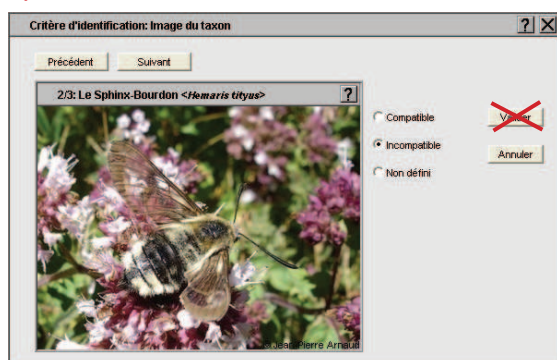 Critère d'identification: Image du taxon
? X
Précédent Suivant
2/3: Le Sphinx-Bourdon <Hemaris tityus> ?
Compatible
Valider
Incompatible
Annuler
Non défini
© Jean-Pierre Arnaud